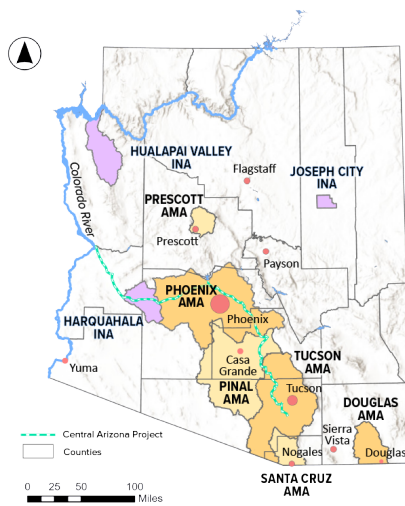 HUALAPAI VALLEY
INA
Flagstaff
JOSEPH CITY
INA
Colorado River
PRESCOTT
AMA
Prescott
Payson
PHOENIX
AMA
Phoenix
HARQUAHALA
INA
Yuma
Casa
Grande
PINAL
AMA
TUCSON
AMA
Tucson
DOUGLAS
AMA
Sierra
Vista
Douglas
Nogales
SANTA CRUZ
AMA
Central Arizona Project
Counties
0 25 50 100
Miles